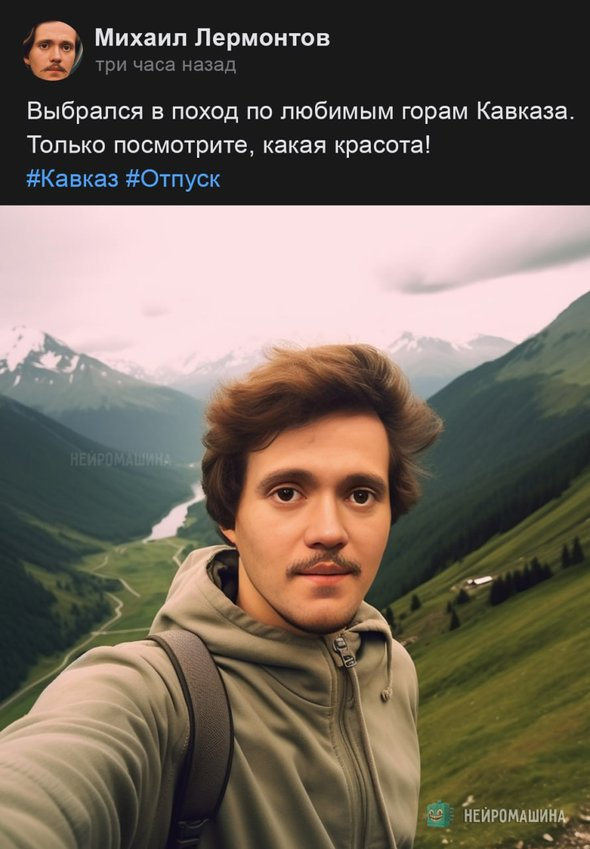 Михаил Лермонтов
три часа назад
Выбрался в поход по любимым горам Кавказа.
Только посмотрите, какая красота!
#Кавказ #Отпуск
НЕЙРОМАШИНА
НЕЙРОМАШИНА